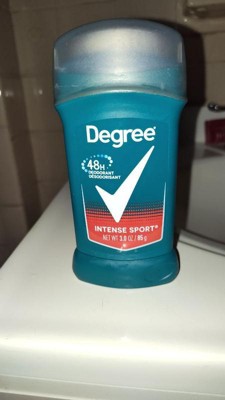 Degree®
48H
DEODORANT
DÉSODORISANT
INTENSE SPORT®
NET WT 3.0 OZ / 85 g